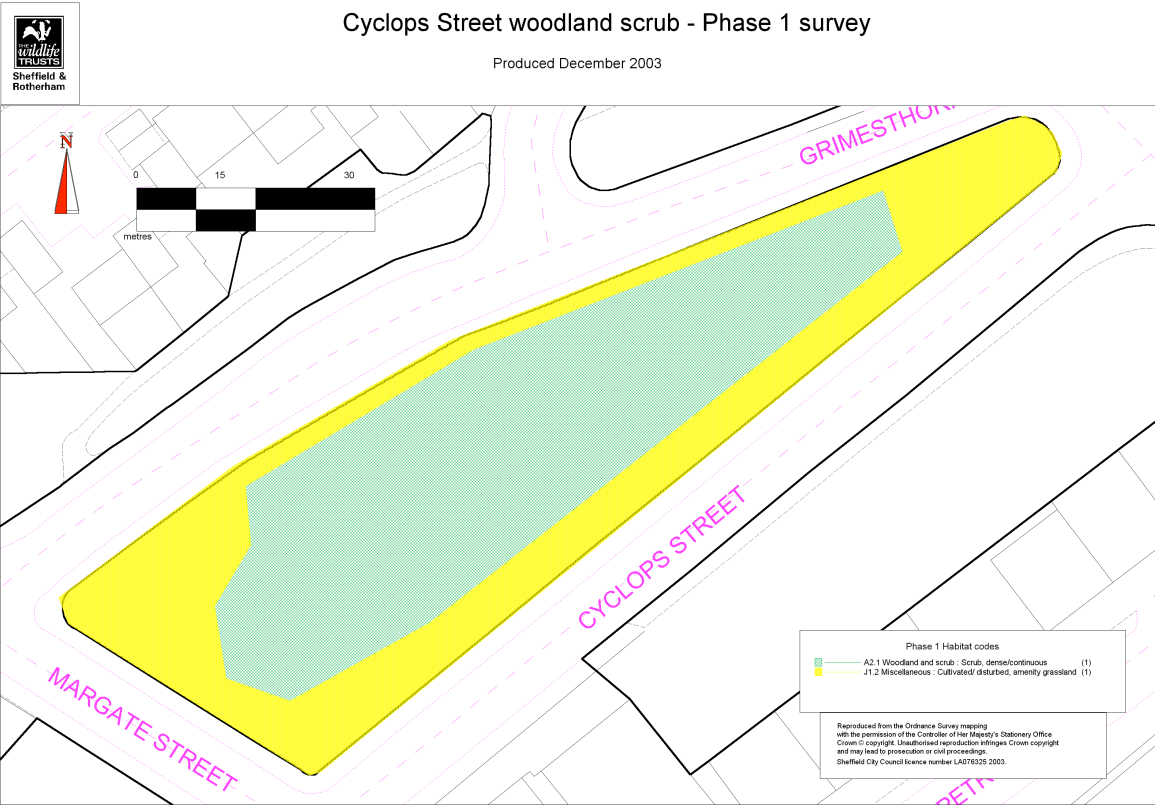 Cyclops Street woodland scrub - Phase 1 survey
Produced December 2003
THE
wildlife
TRUSTS
Sheffield &
Rotherham
N
0 15 30
metres
GRIMESTHOR
CYCLOPS STREET
MARGATE STREET
Phase 1 Habitat codes
A2.1 Woodland and scrub : Scrub, dense/continuous (1)
J1.2 Miscellaneous : Cultivated/ disturbed, amenity grassland (1)
Reproduced from the Ordnance Survey mapping
with the permission of the Controller of Her Majesty's Stationery Office
Crown © copyright. Unauthorised reproduction infringes Crown copyright
and may lead to prosecution or civil proceedings.
Sheffield City Council licence number LA076325 2003.
PETR